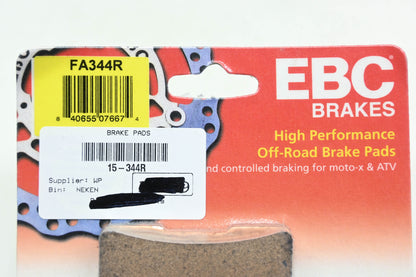 FA344R
8 40655 07667 4
BRAKE PADS
15-344R
Supplier: WP
Bin: NEKEN
EBC
BRAKES
High Performance
Off-Road Brake Pads
nd controlled braking for moto-x & ATV